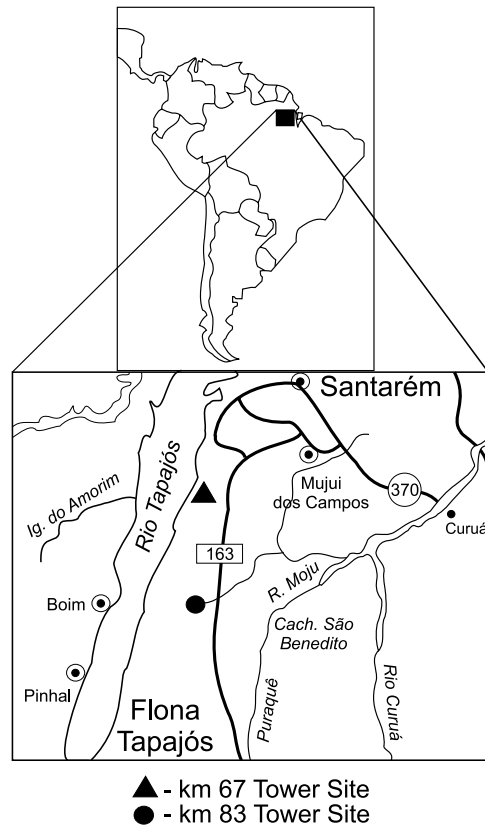 Santarém
Rio Tapajós
Ig. do Amorim
Mujui
dos Campos
370
Curuá
163
R. Moju
Boim
Cach. São
Benedito
Pinhal
Puraquê
Rio Curuá
Flona
Tapajós
- km 67 Tower Site
- km 83 Tower Site